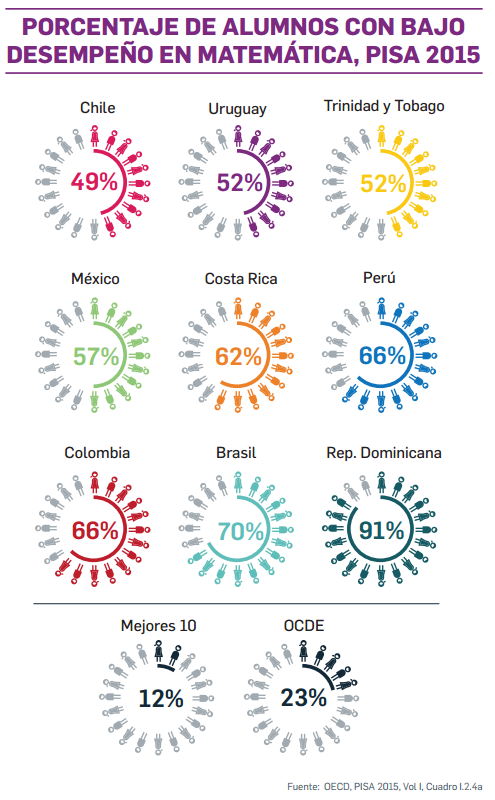 PORCENTAJE DE ALUMNOS CON BAJO
DESEMPEÑO EN MATEMÁTICA, PISA 2015
Chile
49%
Uruguay
52%
Trinidad y Tobago
52%
México
57%
Costa Rica
62%
Perú
66%
Colombia
66%
Brasil
70%
Rep. Dominicana
91%
Mejores 10
12%
OCDE
23%
Fuente: OECD, PISA 2015, Vol I, Cuadro I.2.4a